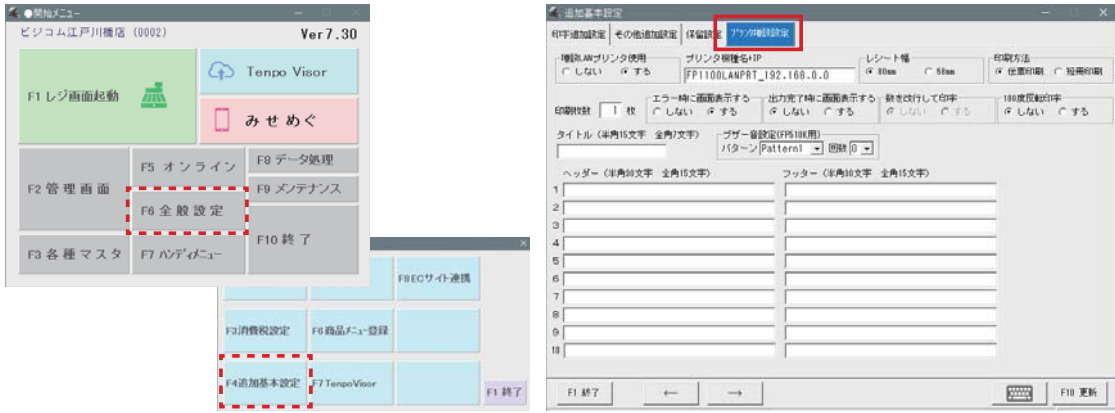 ●開始メニュー
ビジコム江戸川橋店 (0002) Ver7.30
F1 レジ画面起動
Tenpo Visor
みせめぐ
F2 管理画面
F5 オンライン
F8 データ処理
F6 全般設定
F9 メンテナンス
F3 各種マスタ
F7 ハンディメニュー
F10 終了
F8ECサイト連携
F3消費税設定
F6商品メニュー登録
F4追加基本設定
F7TenpoVisor
F1 終了
追加基本設定
印字追加設定 その他追加設定 保留設定 プリンタ増設設定
増設LANプリンタ使用 プリンタ機種名+IP レシート幅 印刷方法
しない する FP1100LANPRT_192.168.0.0 80mm 58mm 伝票印刷 短冊印刷
エラー時に画面表示する 出力完了時に画面表示する 数を改行して印字 180度反転印字
印刷枚数 1 枚 しない する しない する しない する しない する
タイトル (半角15文字 全角7文字) ブザー音設定(FP510K用)
パターン Pattern1 回数 0
ヘッダー (半角30文字 全角15文字) フッター (半角30文字 全角15文字)
1
2
3
4
5
6
7
8
9
10
F1 終了 ← → F10 更新